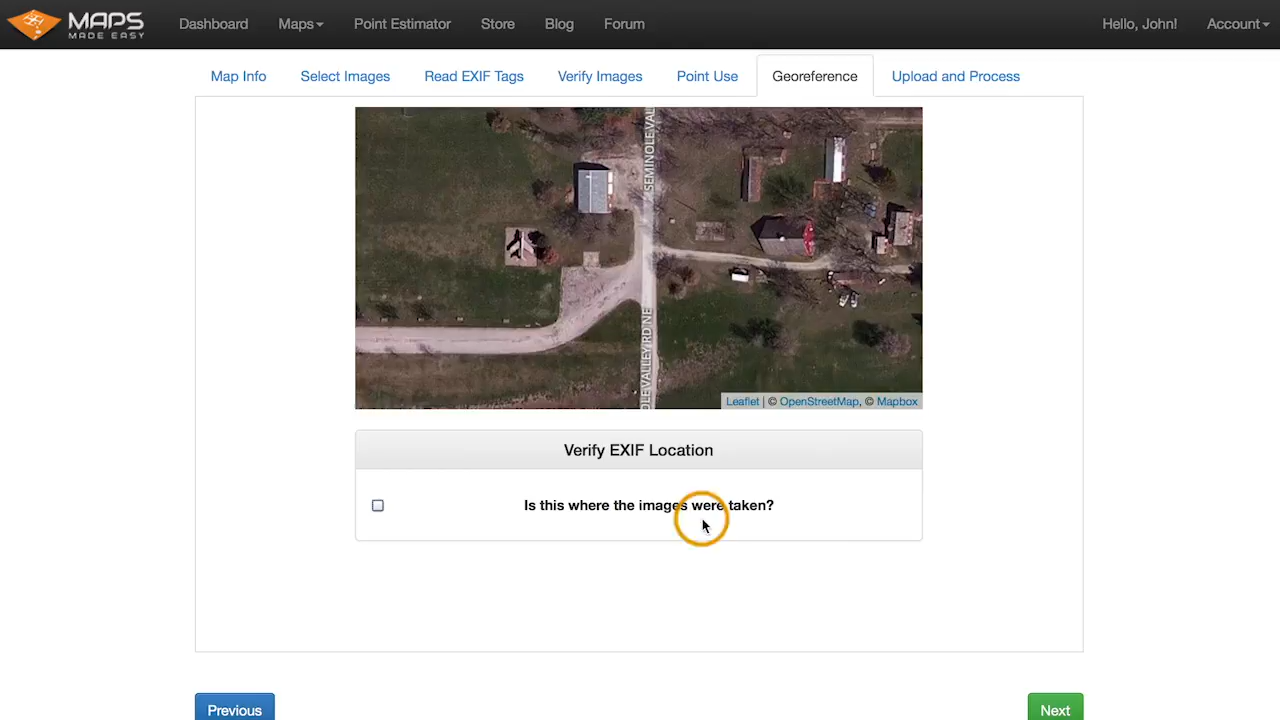 MAPS
MADE EASY
Dashboard Maps Point Estimator Store Blog Forum Hello, John! Account
Map Info Select Images Read EXIF Tags Verify Images Point Use Georeference Upload and Process
SEMINOLE VAL
OLE VALLEY RD NE
Leaflet | © OpenStreetMap, © Mapbox
Verify EXIF Location
Is this where the images were taken?
Previous Next